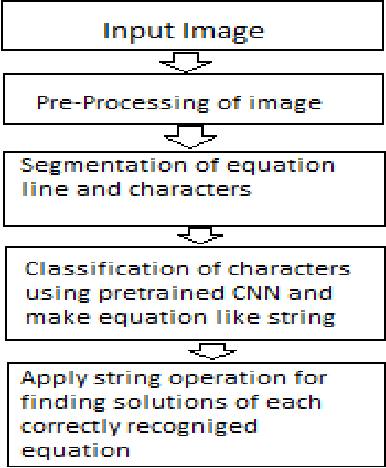 Input Image
Pre-Processing of image
Segmentation of equation
line and characters
Classification of characters
using pretrained CNN and
make equation like string
Apply string operation for
finding solutions of each
correctly recogniged
equation